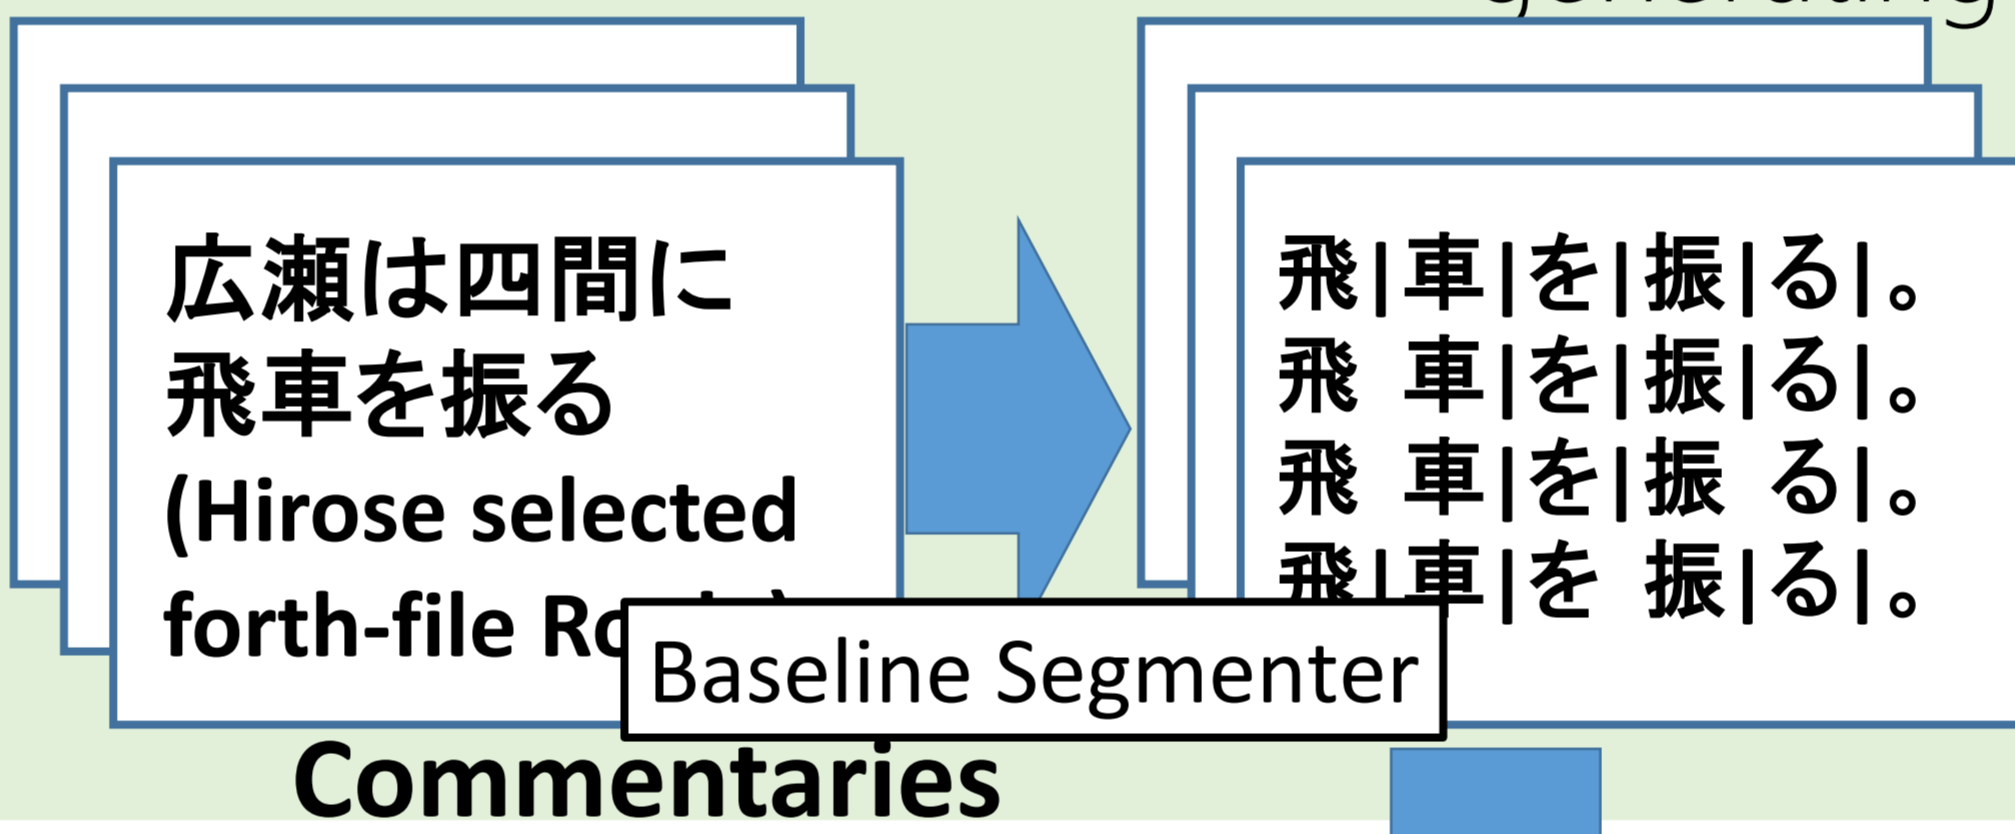 広瀬は四間に
飛車を振る
(Hirose selected
forth-file
Commentaries
Baseline Segmenter
飛|車|を|振|る|。
飛 車|を|振|る|。
飛 車|を|振 る|。
飛|車|を 振|る|。